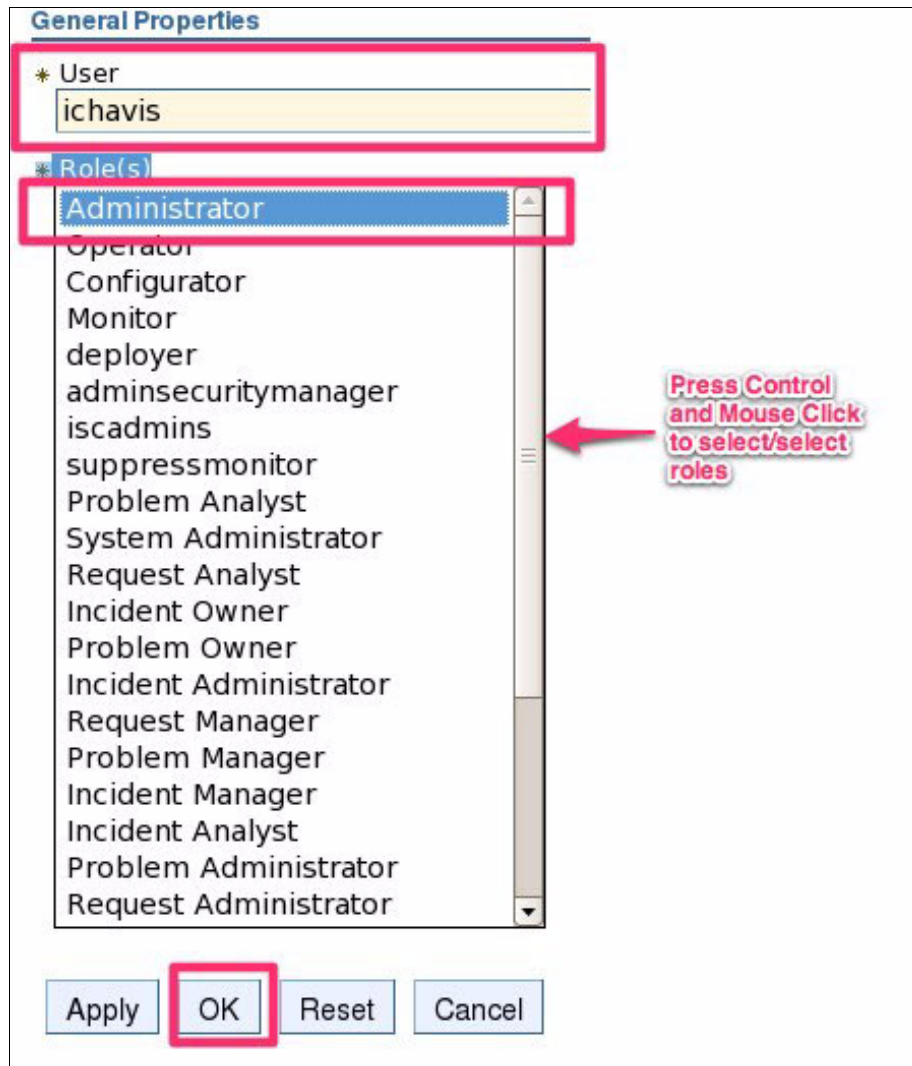 General Properties
* User
ichavis
* Role(s)
Administrator
Operator
Configurator
Monitor
deployer
adminsecuritymanager
iscadmins
suppressmonitor
Problem Analyst
System Administrator
Request Analyst
Incident Owner
Problem Owner
Incident Administrator
Request Manager
Problem Manager
Incident Manager
Incident Analyst
Problem Administrator
Request Administrator
Press Control
and Mouse Click
to select/select
roles
Apply OK Reset Cancel